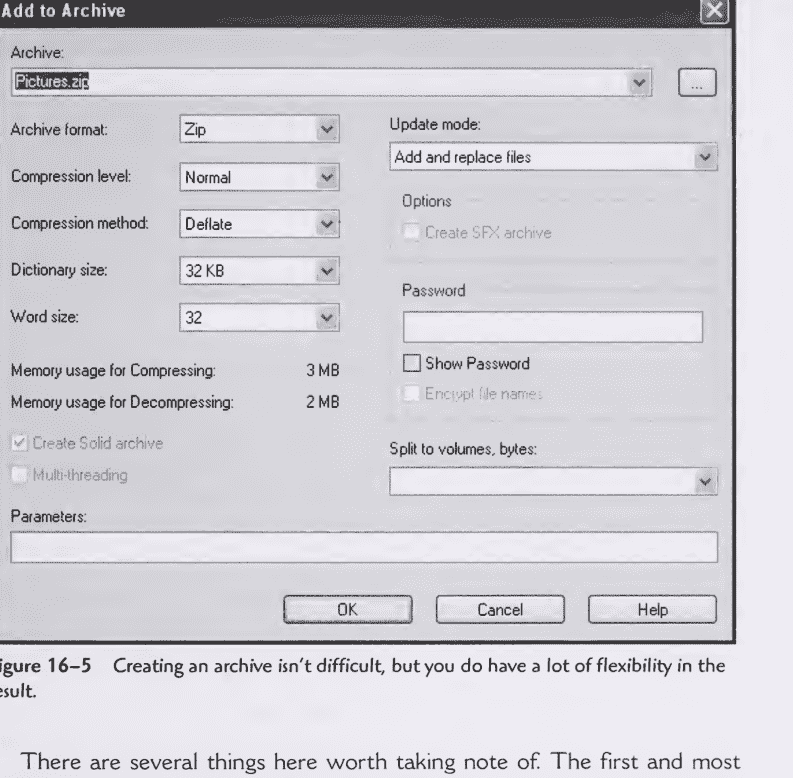 Add to Archive
Archive:
Pictures.zip
...
Archive format: Zip
Update mode:
Add and replace files
Compression level: Normal
Options
Create SFX archive
Compression method: Deflate
Dictionary size: 32 KB
Password
Word size: 32
Show Password
Encrypt file names
Memory usage for Compressing: 3 MB
Memory usage for Decompressing: 2 MB
Create Solid archive
Multi-threading
Split to volumes, bytes:
Parameters:
OK Cancel Help
igure 16–5 Creating an archive isn't difficult, but you do have a lot of flexibility in the
esult.
There are several things here worth taking note of. The first and most